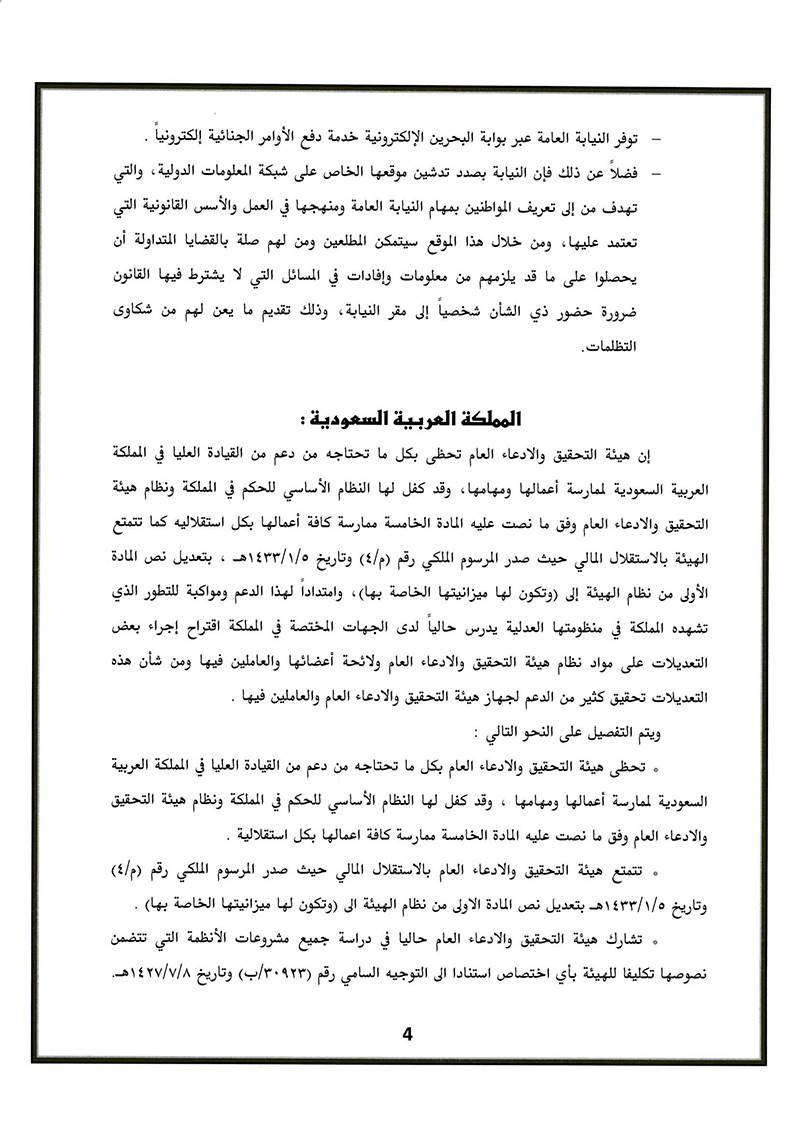 – توفر النيابة العامة عبر بوابة البحرين الإلكترونية خدمة دفع الأوامر الجنائية إلكترونياً .
– فضلاً عن ذلك فإن النيابة بصدد تدشين موقعها الخاص على شبكة المعلومات الدولية، والتي
تهدف من إلى تعريف المواطنين بمهام النيابة العامة ومنهجها في العمل والأسس القانونية التي
تعتمد عليها، ومن خلال هذا الموقع سيتمكن المطلعين ومن لهم صلة بالقضايا المتداولة أن
يحصلوا على ما قد يلزمهم من معلومات وإفادات في المسائل التي لا يشترط فيها القانون
ضرورة حضور ذي الشأن شخصياً إلى مقر النيابة، وذلك تقديم ما يعن لهم من شكاوى
التظلمات.
المملكة العربية السعودية :
إن هيئة التحقيق والادعاء العام تحظى بكل ما تحتاجه من دعم من القيادة العليا في المملكة
العربية السعودية لممارسة أعمالها ومهامها، وقد كفل لها النظام الأساسي للحكم في المملكة ونظام هيئة
التحقيق والادعاء العام وفق ما نصت عليه المادة الخامسة ممارسة كافة أعمالها بكل استقلاليه كما تتمتع
الهيئة بالاستقلال المالي حيث صدر المرسوم الملكي رقم (م/٤) وتاريخ ١٤٣٣/١/٥هـ ، بتعديل نص المادة
الأولى من نظام الهيئة إلى (وتكون لها ميزانيتها الخاصة بها)، وامتداداً لهذا الدعم ومواكبة للتطور الذي
تشهده المملكة في منظومتها العدلية يدرس حالياً لدى الجهات المختصة في المملكة اقتراح إجراء بعض
التعديلات على مواد نظام هيئة التحقيق والادعاء العام ولائحة أعضائها والعاملين فيها ومن شأن هذه
التعديلات تحقيق كثير من الدعم لجهاز هيئة التحقيق والادعاء العام والعاملين فيها .
ويتم التفصيل على النحو التالي :
• تحظى هيئة التحقيق والادعاء العام بكل ما تحتاجه من دعم من القيادة العليا في المملكة العربية
السعودية لممارسة أعمالها ومهامها ، وقد كفل لها النظام الأساسي للحكم في المملكة ونظام هيئة التحقيق
والادعاء العام وفق ما نصت عليه المادة الخامسة ممارسة كافة اعمالها بكل استقلالية .
• تتمتع هيئة التحقيق والادعاء العام بالاستقلال المالي حيث صدر المرسوم الملكي رقم (م/٤)
وتاريخ ١٤٣٣/١/٥هـ بتعديل نص المادة الاولى من نظام الهيئة الى (وتكون لها ميزانيتها الخاصة بها) .
• تشارك هيئة التحقيق والادعاء العام حاليا في دراسة جميع مشروعات الأنظمة التي تتضمن
نصوصها تكليفا للهيئة بأي اختصاص استنادا الى التوجيه السامي رقم (٣٠٩٢٣/ب) وتاريخ ١٤٢٧/٧/٨هـ.
4